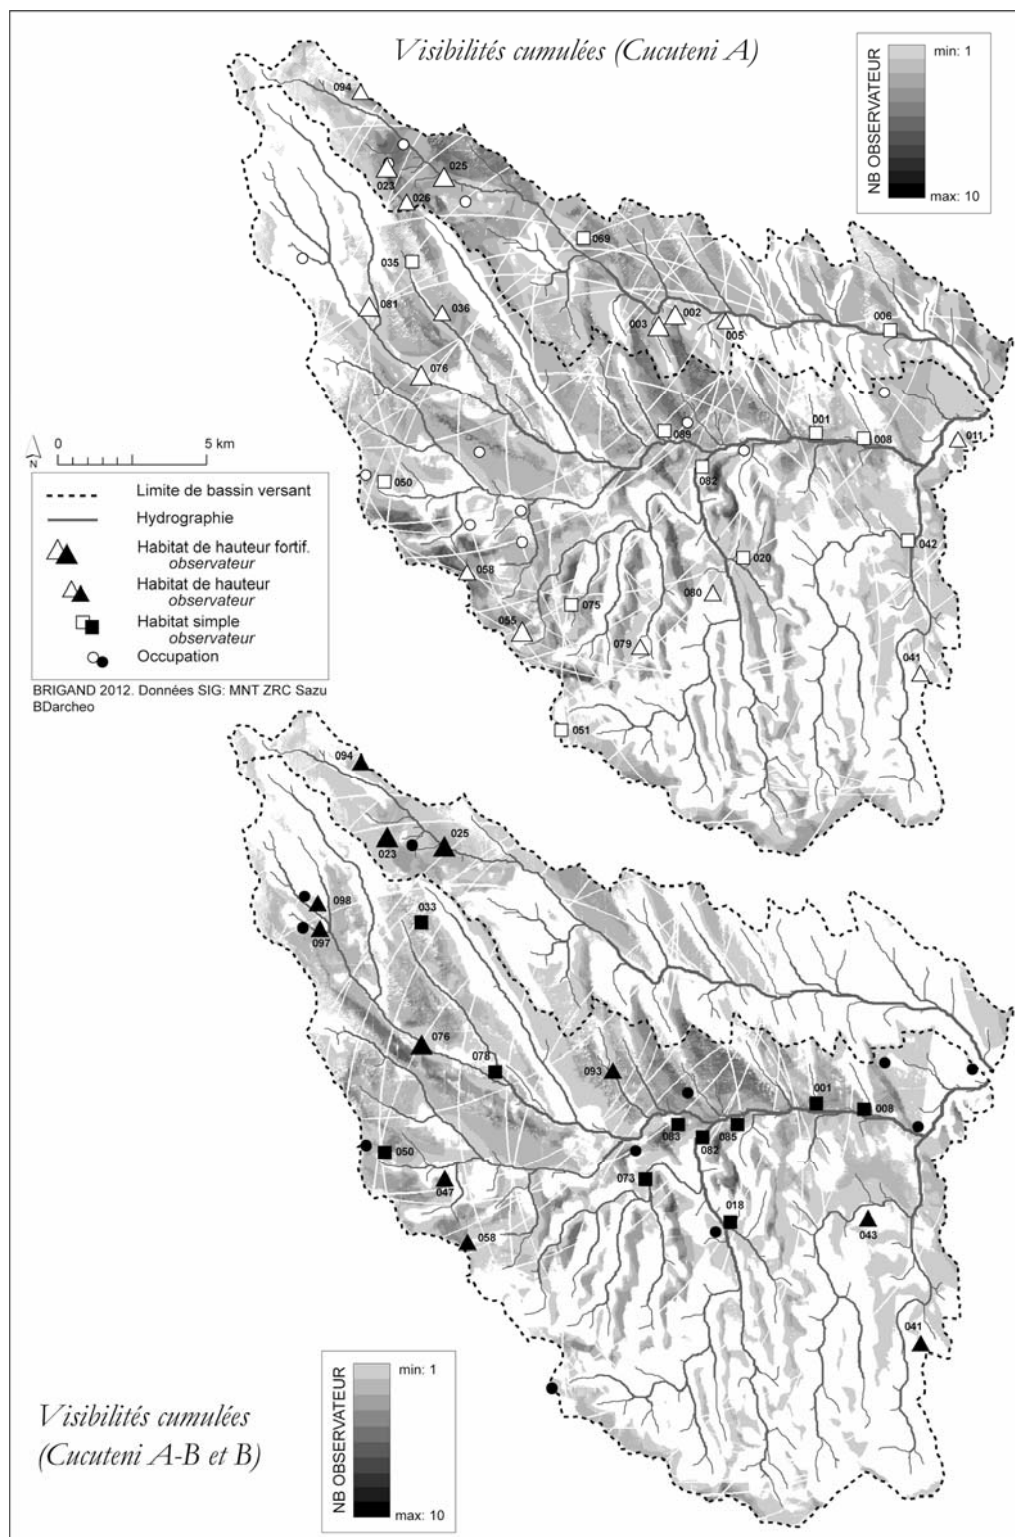 Visibilités cumulées (Cucuteni A)
NB OBSERVATEUR
min: 1
max: 10
094
023
025
026
069
035
036
081
003
002
005
006
076
089
001
008
011
050
082
058
020
042
080
075
055
079
041
051
N
0
5 km
Limite de bassin versant
Hydrographie
Habitat de hauteur fortif.
observateur
Habitat de hauteur
observateur
Habitat simple
observateur
Occupation
BRIGAND 2012. Données SIG: MNT ZRC Sazu
BDarcheo
094
023
025
098
033
097
076
078
093
001
008
083
082
085
050
047
073
018
058
043
041
NB OBSERVATEUR
min: 1
max: 10
Visibilités cumulées
(Cucuteni A-B et B)